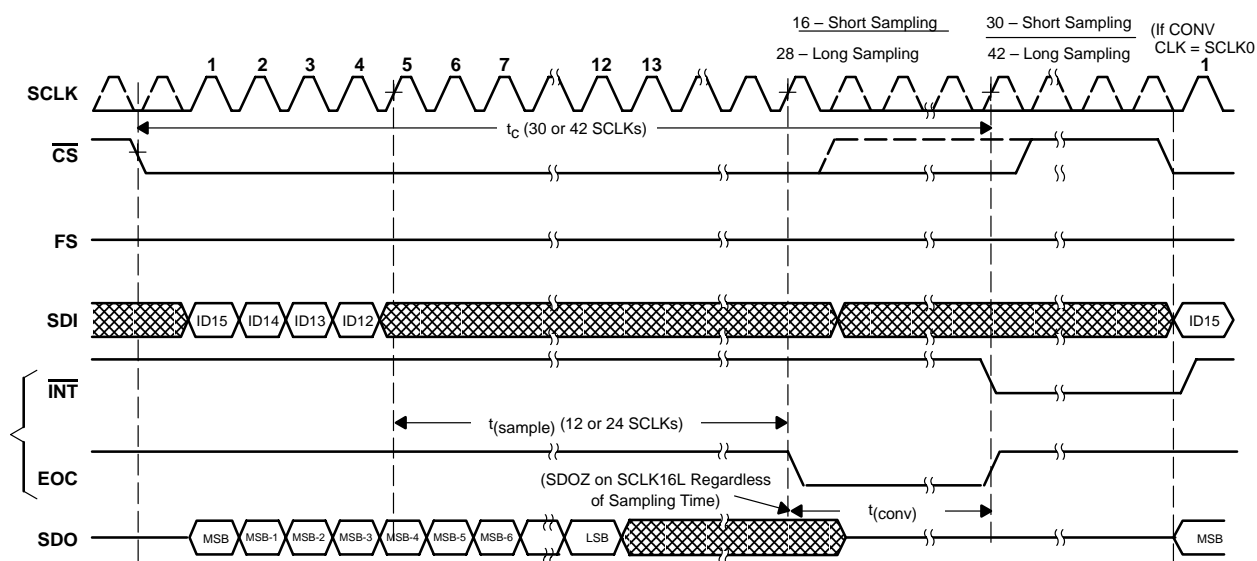 16 – Short Sampling
28 – Long Sampling
30 – Short Sampling
42 – Long Sampling
(If CONV
CLK = SCLK0
1 2 3 4 5 6 7 12 13 1
SCLK
tc (30 or 42 SCLKs)
CS
FS
SDI
ID15 ID14 ID13 ID12 ID15
INT
t(sample) (12 or 24 SCLKs)
EOC
(SDOZ on SCLK16L Regardless
of Sampling Time)
t(conv)
SDO
MSB MSB-1 MSB-2 MSB-3 MSB-4 MSB-5 MSB-6 LSB MSB